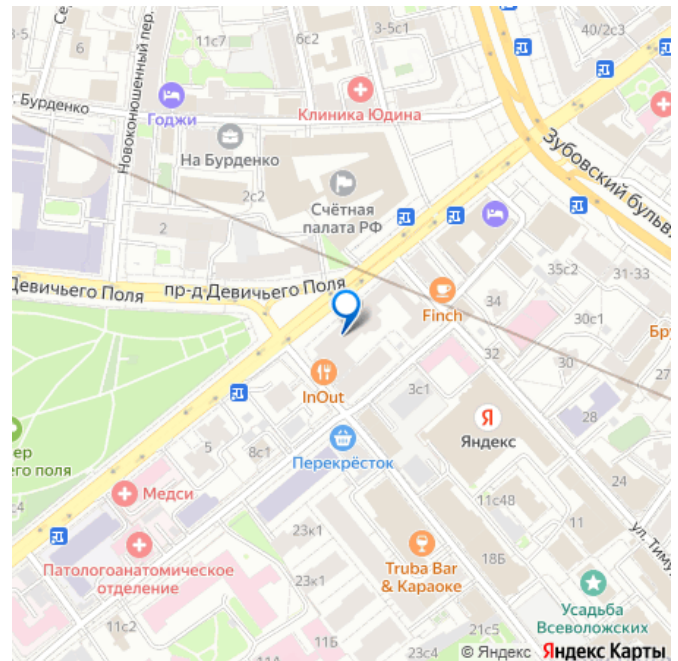 3-5
6
11с7
6с2
3-5с1
40/2с3
Новоконюшенный пер.
. Бурденко
Годжи
Клиника Юдина
На Бурденко
Зубовский бульв
2с2
Счётная
палата РФ
2
Девичьего Поля
пр-д Девичьего Поля
35с2
31-33
Finch
34
30с1
Бру
32
30
27
InOut
3с1
28
Я
Яндекс
5
8с1
Перекрёсток
ер
его поля
24
с4
Медси
11с48
11
ул. Тиму
23к1
Патологоанатомическое
отделение
Truba Bar
& Караоке
18Б
23к1
Усадьба
Всеволожских
11с2
11Б
21с5
23с4
© Яндекс Яндекс Карты